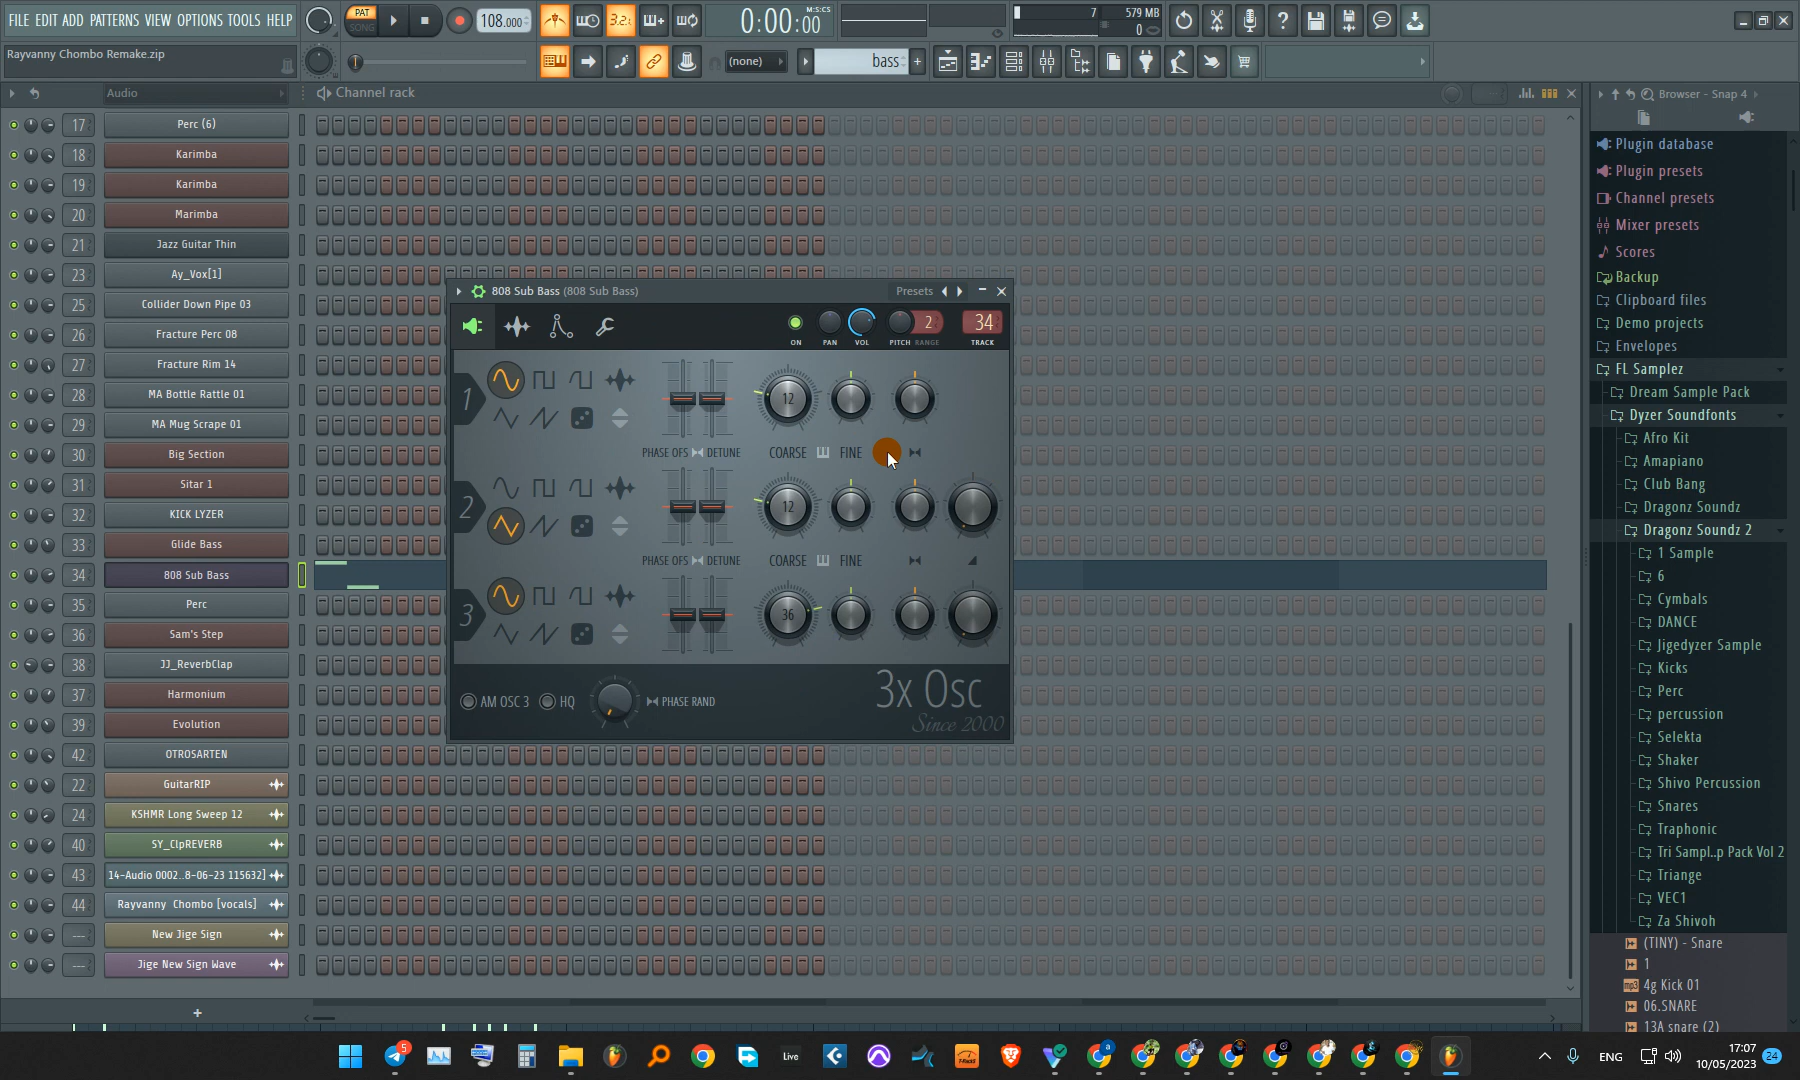 FILE EDIT ADD PATTERNS VIEW OPTIONS TOOLS HELP
PAT
SONG
108.000
3.2.
0:00:00
M:S:CS
7
579 MB
0
Rayvanny Chombo Remake.zip
(none)
bass
Audio
Channel rack
Browser - Snap 4
17 Perc (6)
18 Karimba
19 Karimba
20 Marimba
21 Jazz Guitar Thin
23 Ay_Vox[1]
25 Collider Down Pipe 03
26 Fracture Perc 08
27 Fracture Rim 14
28 MA Bottle Rattle 01
29 MA Mug Scrape 01
30 Big Section
31 Sitar 1
32 KICK LYZER
33 Glide Bass
34 808 Sub Bass
35 Perc
36 Sam's Step
38 JJ_ReverbClap
37 Harmonium
39 Evolution
42 OTROSARTEN
22 GuitarRIP
24 KSHMR Long Sweep 12
40 SY_ClpREVERB
43 14-Audio 0002..8-06-23 115632]
44 Rayvanny Chombo [vocals]
--- New Jige Sign
--- Jige New Sign Wave
+
808 Sub Bass (808 Sub Bass)
Presets
2
34
ON PAN VOL PITCH RANGE TRACK
1
12
PHASE OFS DETUNE COARSE FINE
2
12
PHASE OFS DETUNE COARSE FINE
3
36
AM OSC 3 HQ PHASE RAND
3x Osc
Since 2000
Plugin database
Plugin presets
Channel presets
Mixer presets
Scores
Backup
Clipboard files
Demo projects
Envelopes
FL Samplez
Dream Sample Pack
Dyzer Soundfonts
Afro Kit
Amapiano
Club Bang
Dragonz Soundz
Dragonz Soundz 2
1 Sample
6
Cymbals
DANCE
Jigedyzer Sample
Kicks
Perc
percussion
Selekta
Shaker
Shivo Percussion
Snares
Traphonic
Tri Sampl..p Pack Vol 2
Triange
VEC1
Za Shivoh
(TINY) - Snare
1
mp3 4g Kick 01
06.SNARE
13A snare (2)
5
Live
ENG
17:07
10/05/2023
24